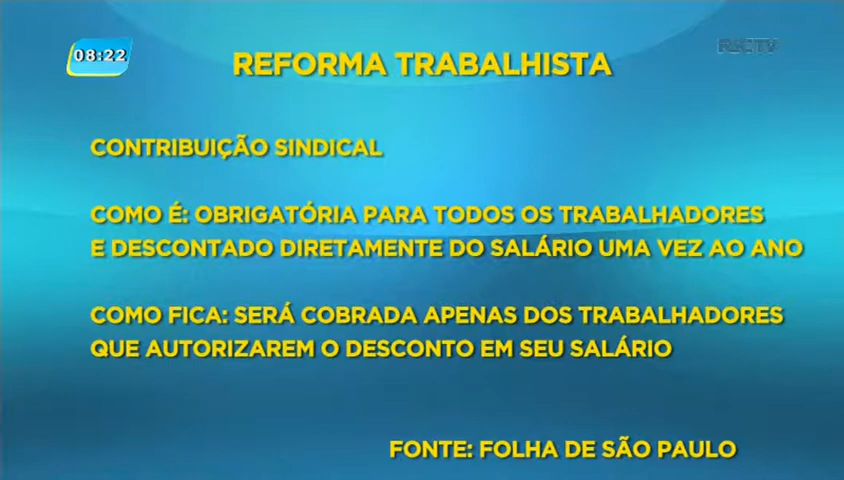 08:22
REFORMA TRABALHISTA
CONTRIBUIÇÃO SINDICAL
COMO É: OBRIGATÓRIA PARA TODOS OS TRABALHADORES
E DESCONTADO DIRETAMENTE DO SALÁRIO UMA VEZ AO ANO
COMO FICA: SERÁ COBRADA APENAS DOS TRABALHADORES
QUE AUTORIZAREM O DESCONTO EM SEU SALÁRIO
FONTE: FOLHA DE SÃO PAULO